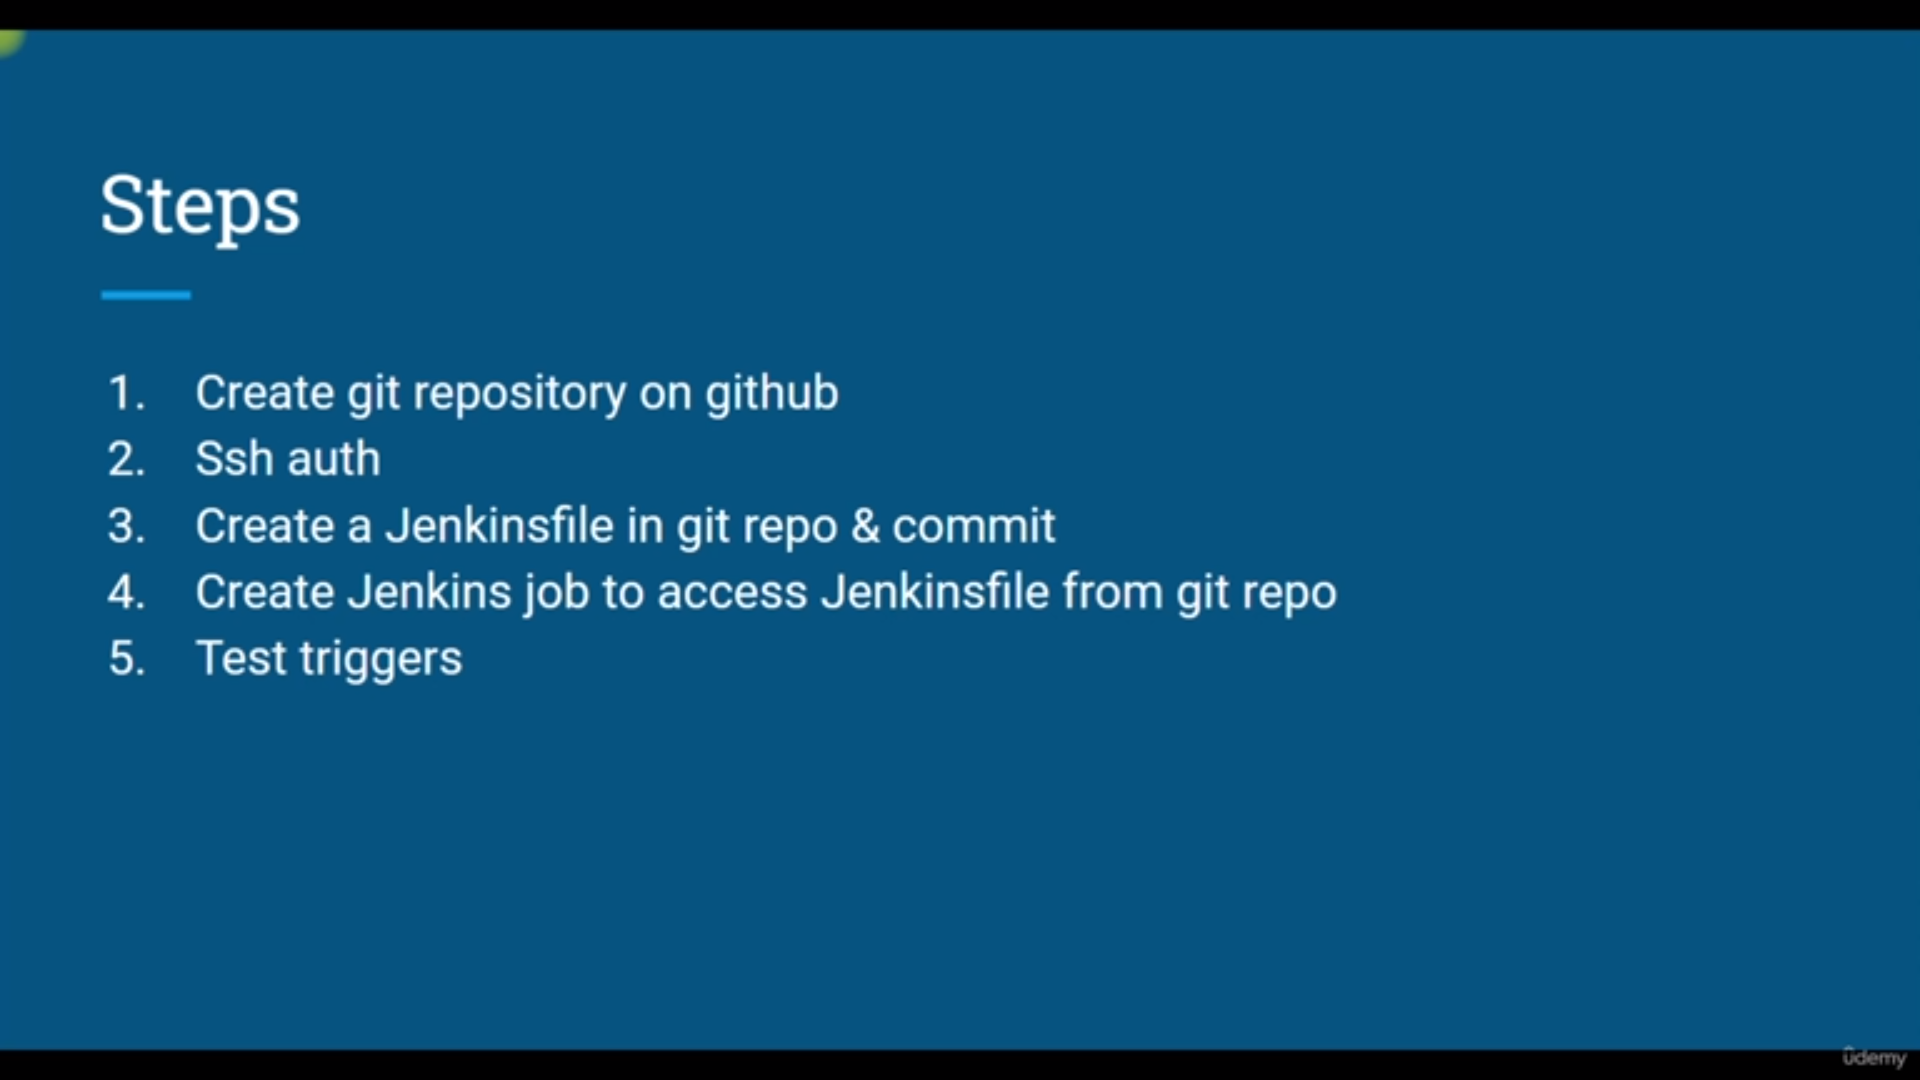 Steps
1. Create git repository on github
2. Ssh auth
3. Create a Jenkinsfile in git repo & commit
4. Create Jenkins job to access Jenkinsfile from git repo
5. Test triggers
ûdemy